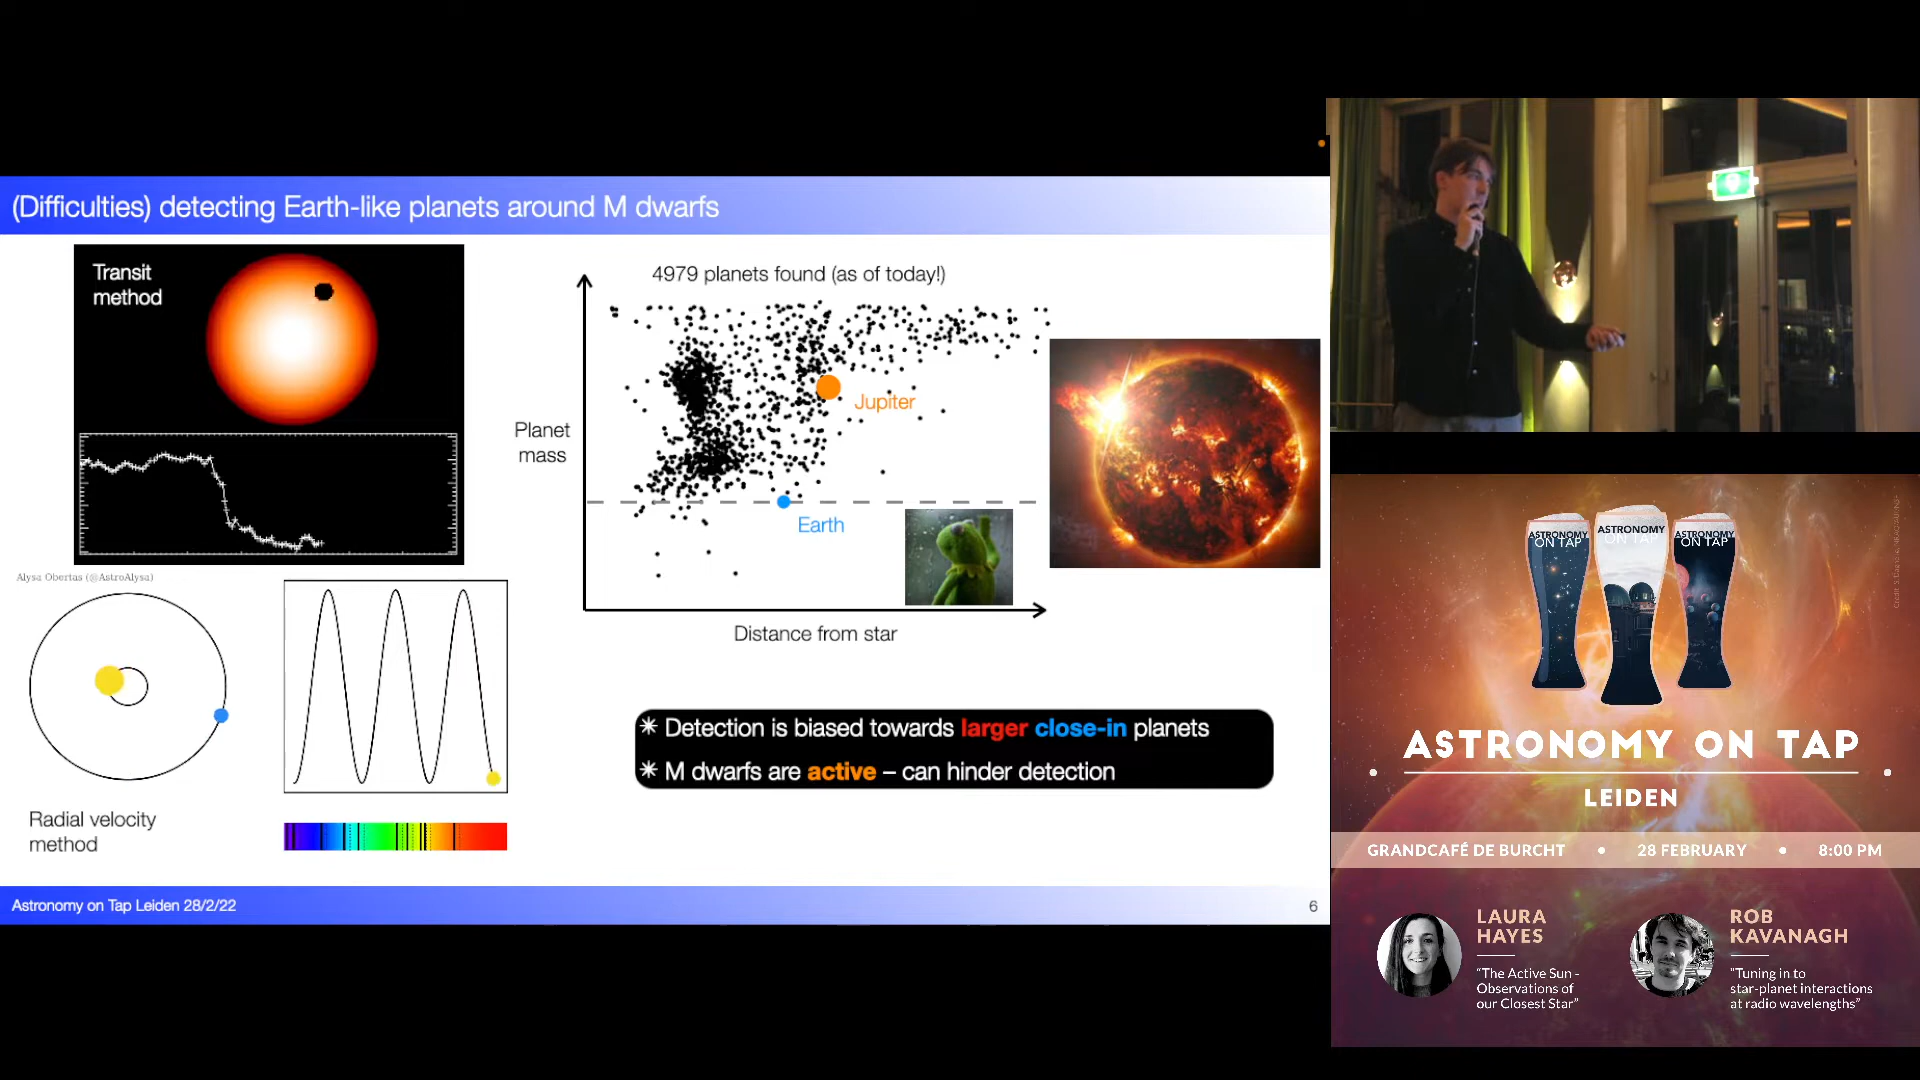 (Difficulties) detecting Earth-like planets around M dwarfs
Transit
method
Alysa Obertas (@AstroAlysa)
Radial velocity
method
4979 planets found (as of today!)
Planet
mass
Jupiter
Earth
Distance from star
✴ Detection is biased towards larger close-in planets
✴ M dwarfs are active – can hinder detection
Astronomy on Tap Leiden 28/2/22
6
ASTRONOMY
ON TAP
ASTRONOMY
ON TAP
ASTRONOMY
ON TAP
ASTRONOMY ON TAP
LEIDEN
GRANDCAFÉ DE BURCHT • 28 FEBRUARY • 8:00 PM
LAURA
HAYES
“The Active Sun -
Observations of
our Closest Star”
ROB
KAVANAGH
“Tuning in to
star-planet interactions
at radio wavelengths”